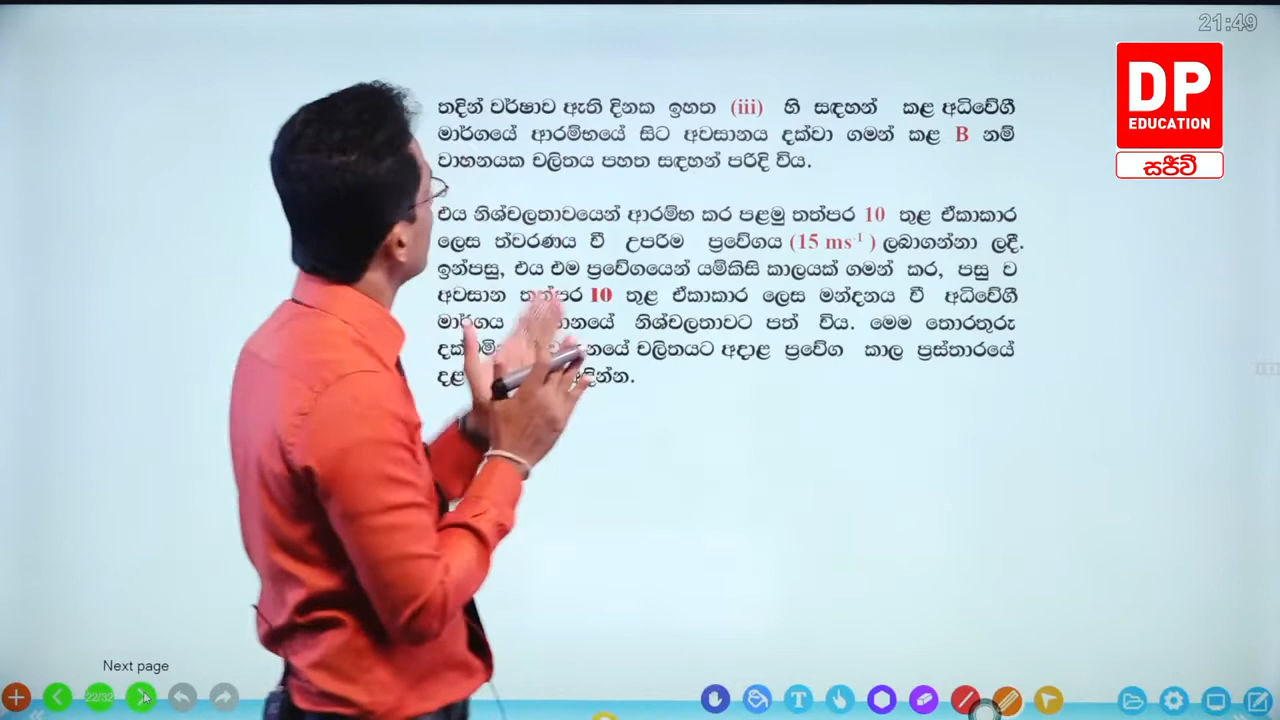 21:49
DP
EDUCATION
සජීවී
තදින් වර්ෂාව ඇති දිනක ඉහත (iii) හි සඳහන් කළ අධිවේගී
මාර්ගයේ ආරම්භයේ සිට අවසානය දක්වා ගමන් කළ B නම්
වාහනයක චලිතය පහත සඳහන් පරිදි විය.
එය නිශ්චලතාවයෙන් ආරම්භ කර පළමු තත්පර 10 තුළ ඒකාකාර
ලෙස ත්වරණය වී උපරිම ප්‍රවේගය (15 ms⁻¹ ) ලබාගන්නා ලදී.
ඉන්පසු, එය එම ප්‍රවේගයෙන් යම්කිසි කාලයක් ගමන් කර, පසු ව
අවසාන තත්පර 10 තුළ ඒකාකාර ලෙස මන්දනය වී අධිවේගී
මාර්ගය නිශ්චලතාවට පත් විය. මෙම තොරතුරු
චලිතයට අදාළ ප්‍රවේග කාල ප්‍රස්තාරයේ
Next page
22/32